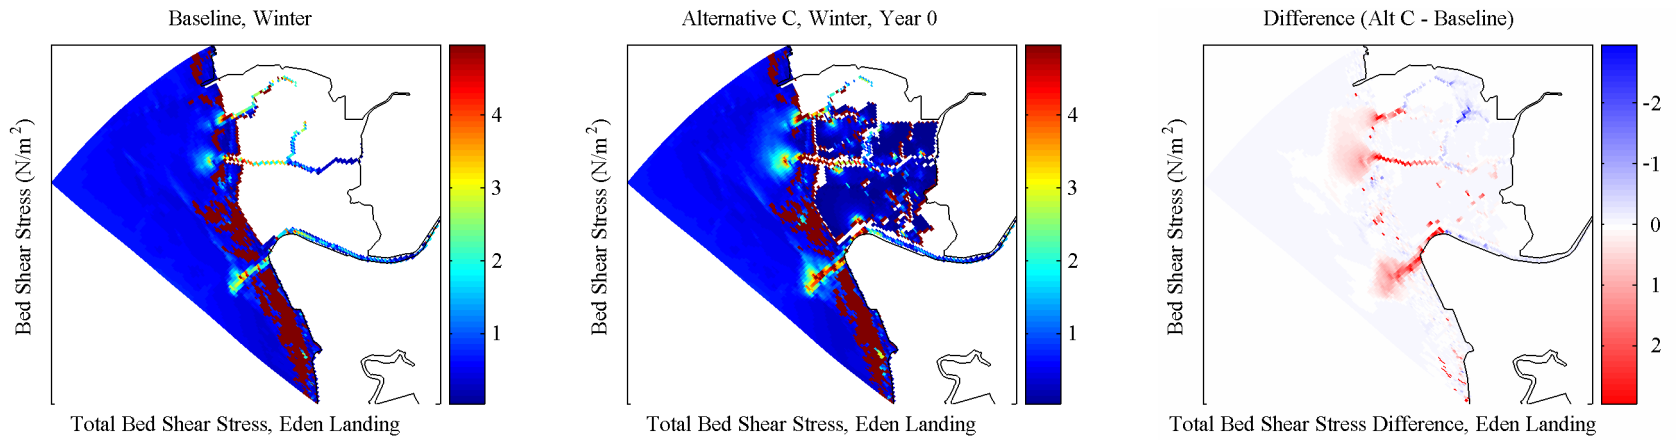 Baseline, Winter
Bed Shear Stress (N/m²)
4
3
2
1
Total Bed Shear Stress, Eden Landing
Alternative C, Winter, Year 0
Bed Shear Stress (N/m²)
4
3
2
1
Total Bed Shear Stress, Eden Landing
Difference (Alt C - Baseline)
Bed Shear Stress (N/m²)
-2
-1
0
1
2
Total Bed Shear Stress Difference, Eden Landing